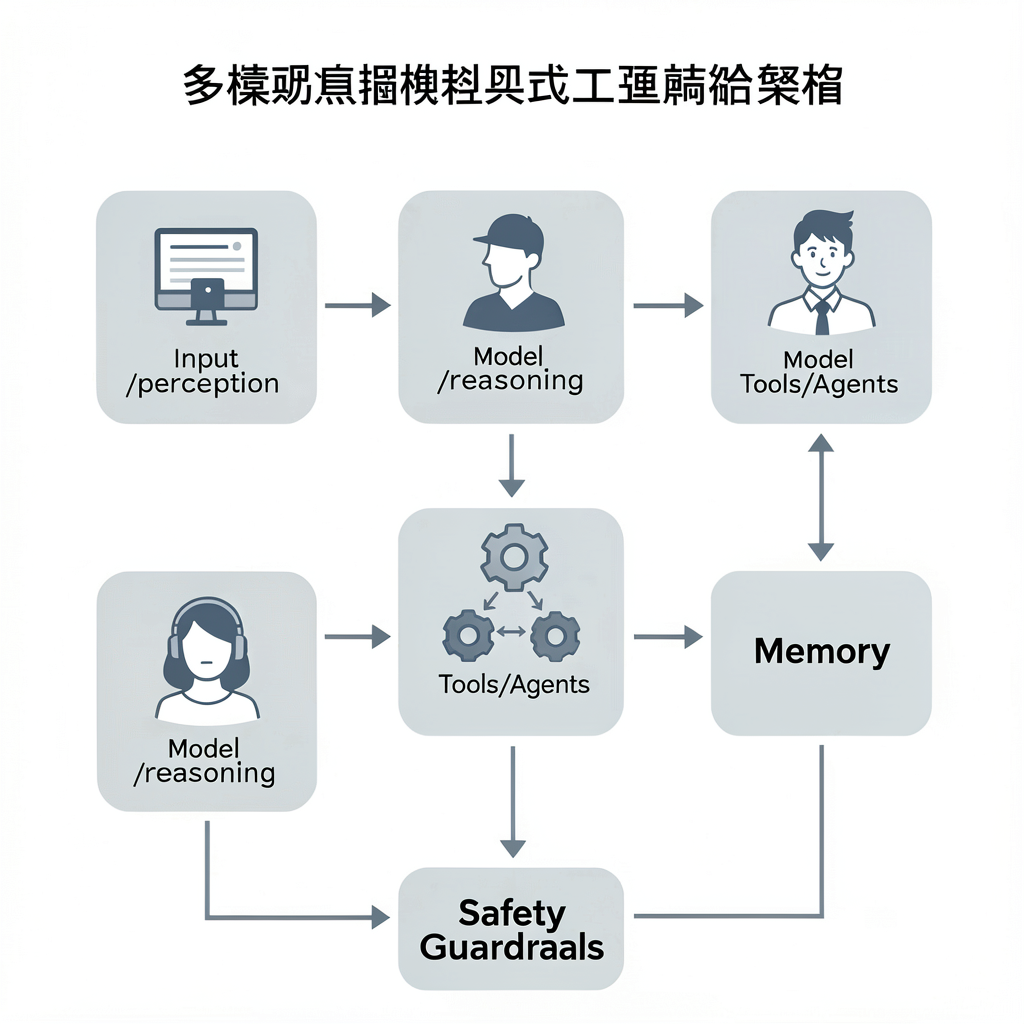 Input
/perception
Model
/reasoning
Model
Tools/Agents
Model
/reasoning
Tools/Agents
Memory
Safety
Guardraals